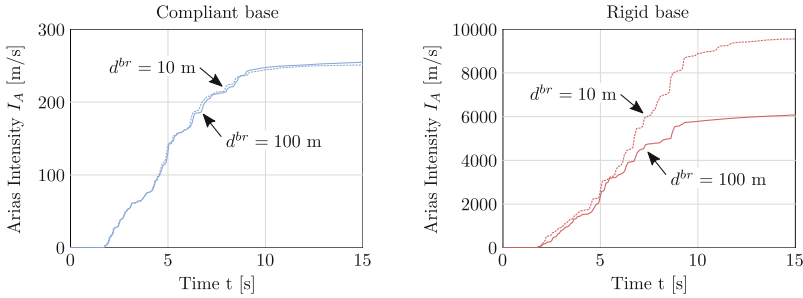 Compliant base
300
200
100
0
Arias Intensity I_A [m/s]
d^{br} = 10 m
d^{br} = 100 m
0 5 10 15
Time t [s]
Rigid base
10000
8000
6000
4000
2000
0
Arias Intensity I_A [m/s]
d^{br} = 10 m
d^{br} = 100 m
0 5 10 15
Time t [s]